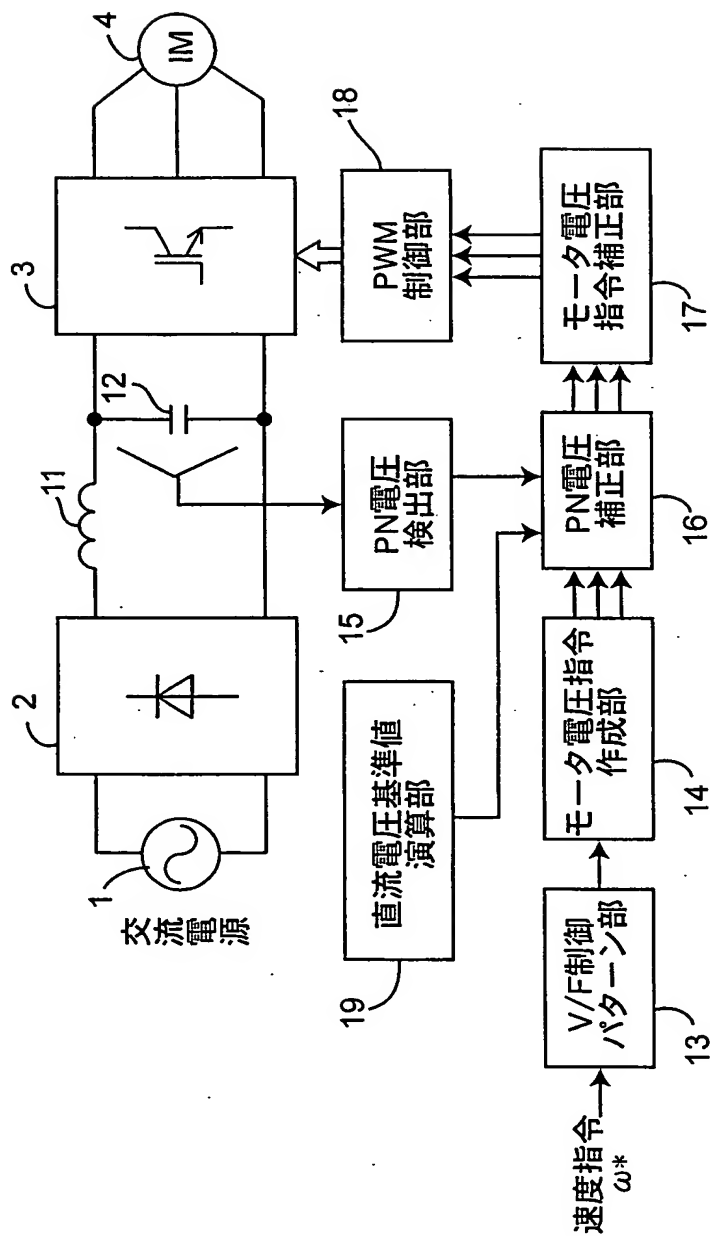 1
交流電源
2
11
12
3
4
IM
直流電圧基準値
演算部
19
PN電圧
検出部
15
PWM
制御部
18
速度指令
ω*
V/F制御
パターン部
13
モータ電圧指令
作成部
14
PN電圧
補正部
16
モータ電圧
指令補正部
17